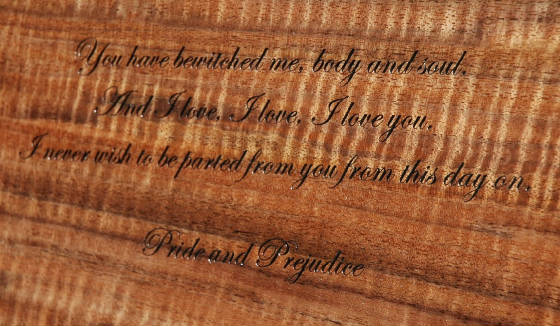 You have bewitched me, body and soul.
And I love. I love. I love you.
I never wish to be parted from you from this day on.
Pride and Prejudice